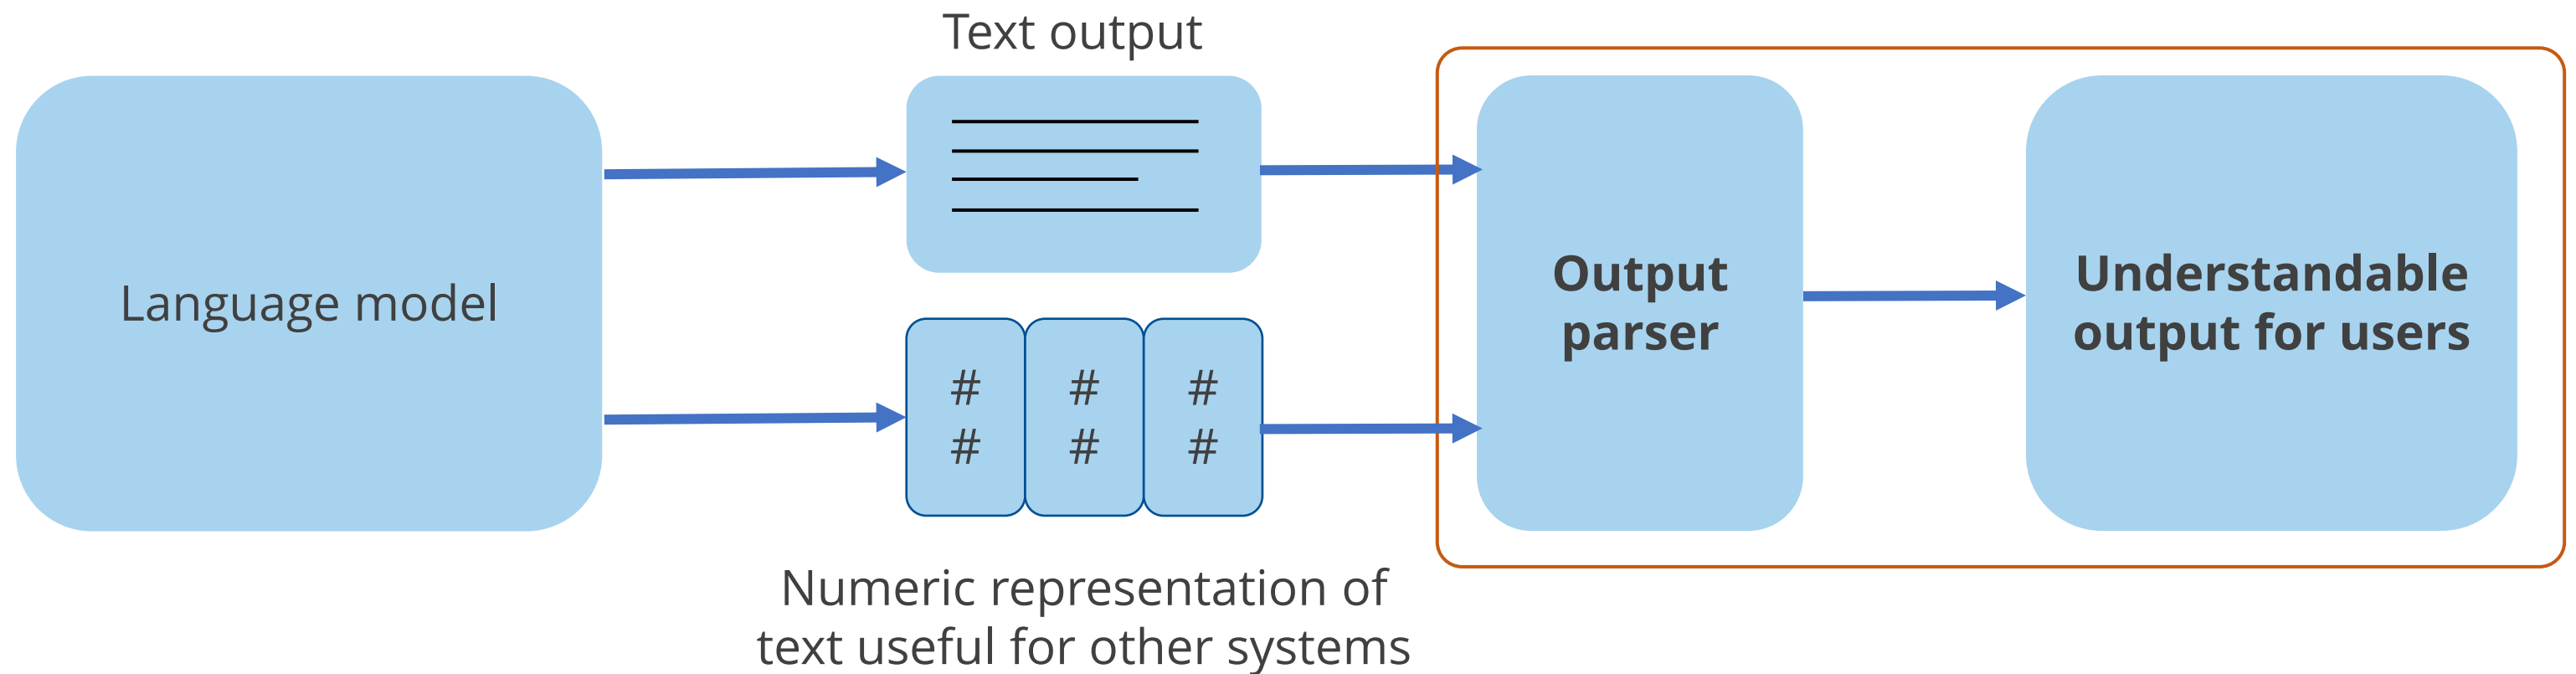 Text output
Language model
# # #
# # #
Output
parser
Understandable
output for users
Numeric representation of
text useful for other systems